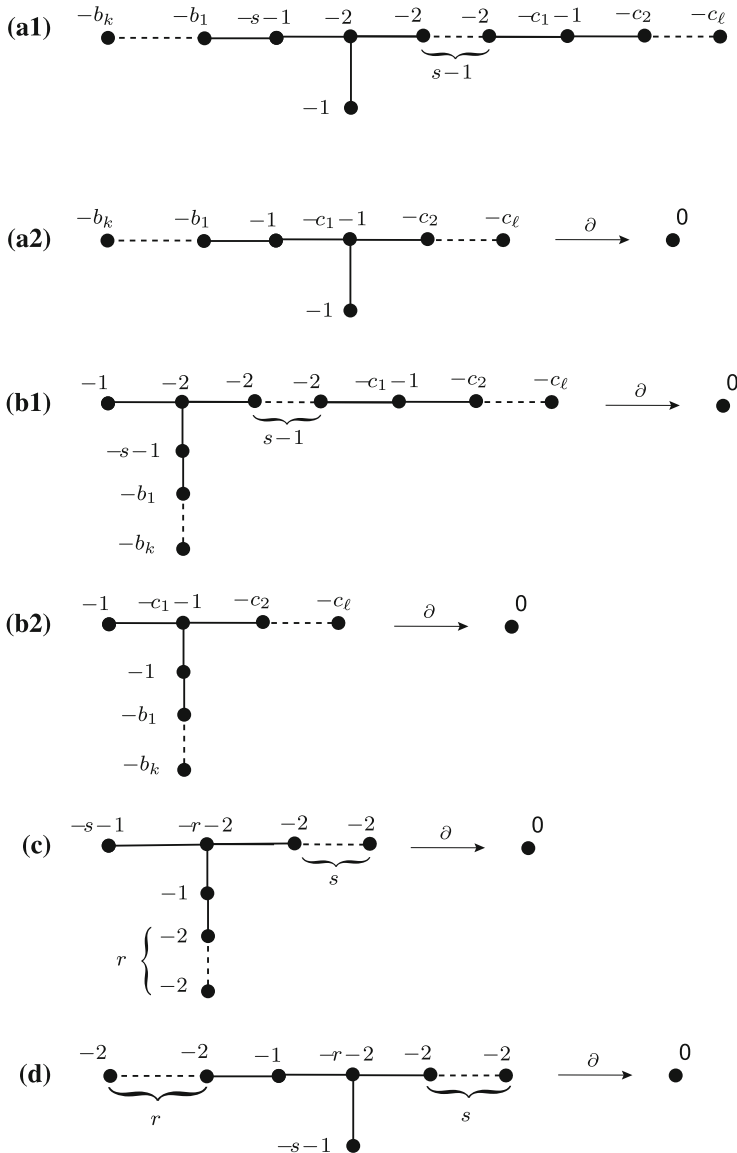 (a1) −b_k −b_1 −s−1 −2 −2 −2 −c_1−1 −c_2 −c_ℓ
s−1
−1
(a2) −b_k −b_1 −1 −c_1−1 −c_2 −c_ℓ ∂ 0
−1
(b1) −1 −2 −2 −2 −c_1−1 −c_2 −c_ℓ ∂ 0
s−1
−s−1
−b_1
−b_k
(b2) −1 −c_1−1 −c_2 −c_ℓ ∂ 0
−1
−b_1
−b_k
(c) −s−1 −r−2 −2 −2 ∂ 0
s
−1
r −2
−2
(d) −2 −2 −1 −r−2 −2 −2 ∂ 0
r s
−s−1